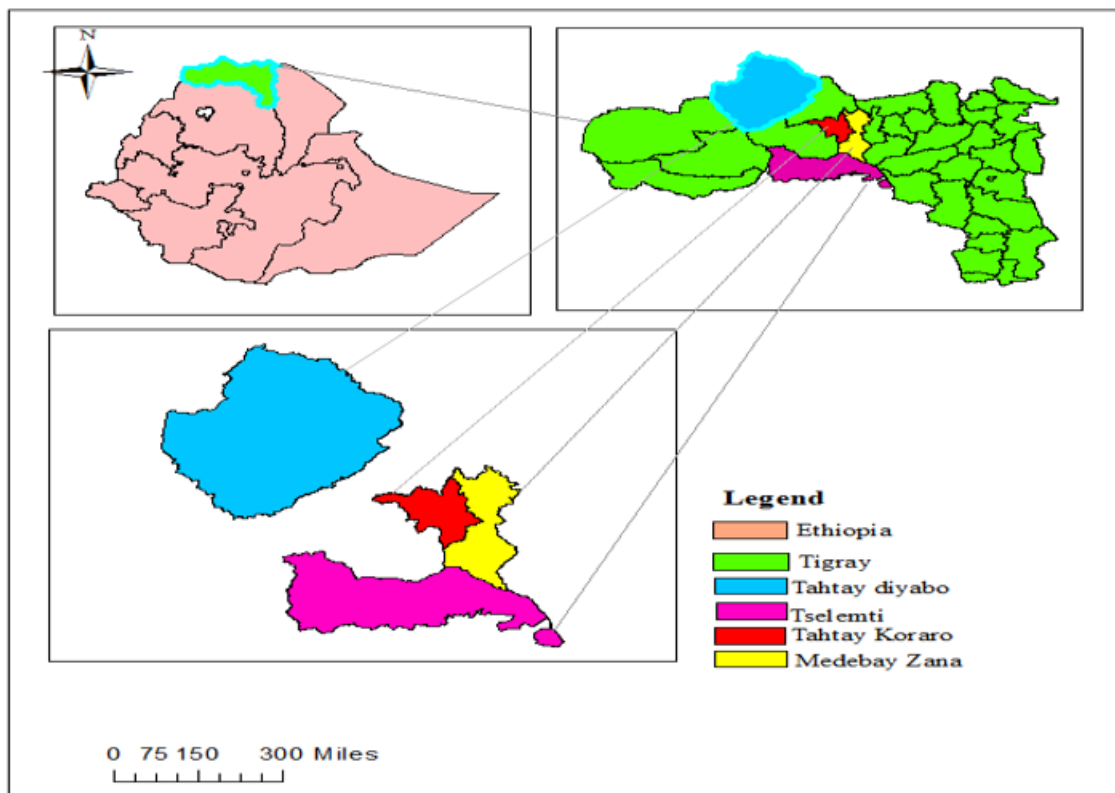 N
Legend
Ethiopia
Tigray
Tahtay diyabo
Tselemti
Tahtay Koraro
Medebay Zana
0 75 150 300 Miles